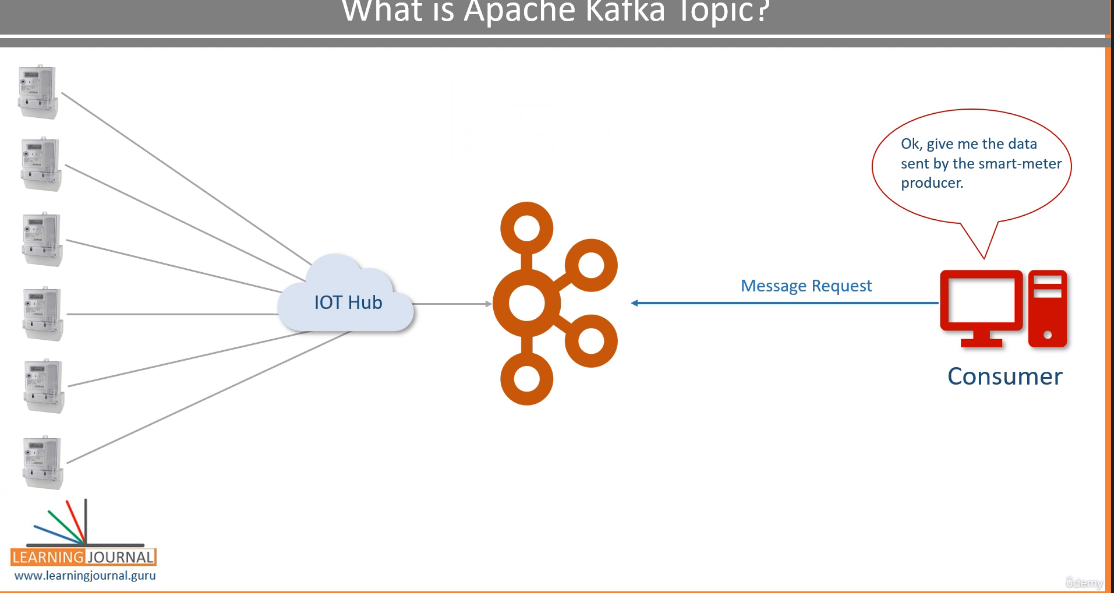 What is Apache Kafka Topic?
Ok, give me the data
sent by the smart-meter
producer.
IOT Hub
Message Request
Consumer
LEARNING JOURNAL
www.learningjournal.guru
ûdemy